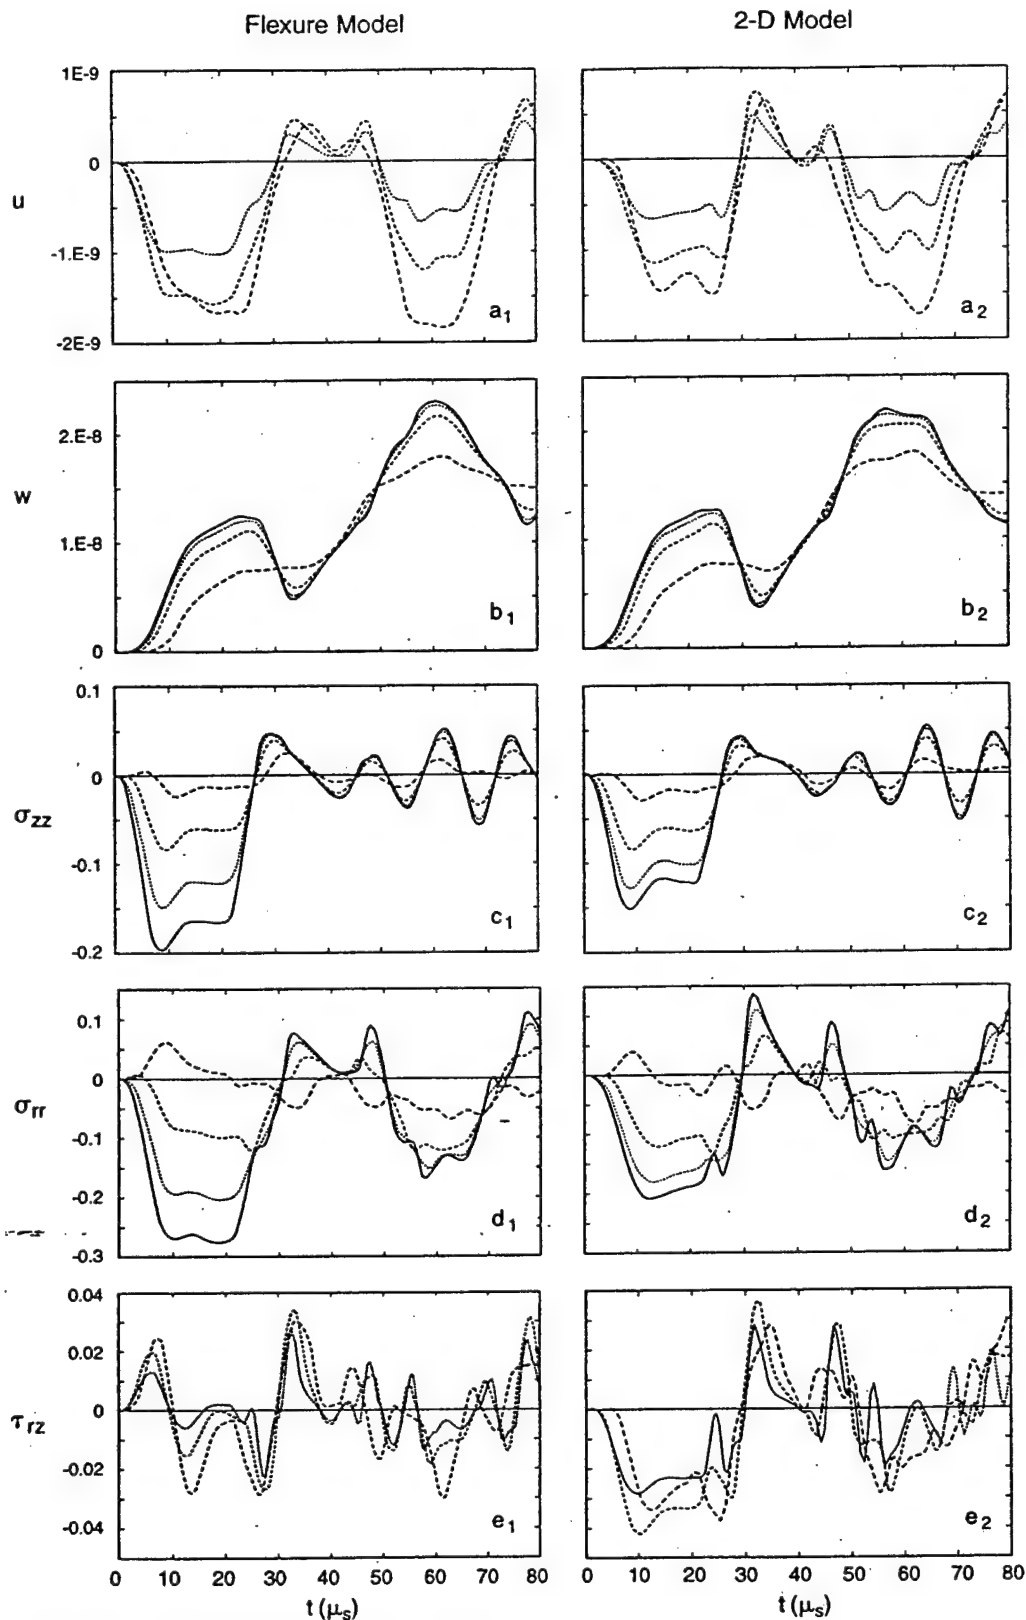 Flexure Model
2-D Model
1E-9
0
-1E-9
-2E-9
u
a1
a2
2.E-8
1.E-8
0
w
b1
b2
0.1
0
-0.1
-0.2
σzz
c1
c2
0.1
0
-0.1
-0.2
-0.3
σrr
d1
d2
0.04
0.02
0
-0.02
-0.04
τrz
e1
e2
0 10 20 30 40 50 60 70 80
0 10 20 30 40 50 60 70 80
t (μs)
t (μs)